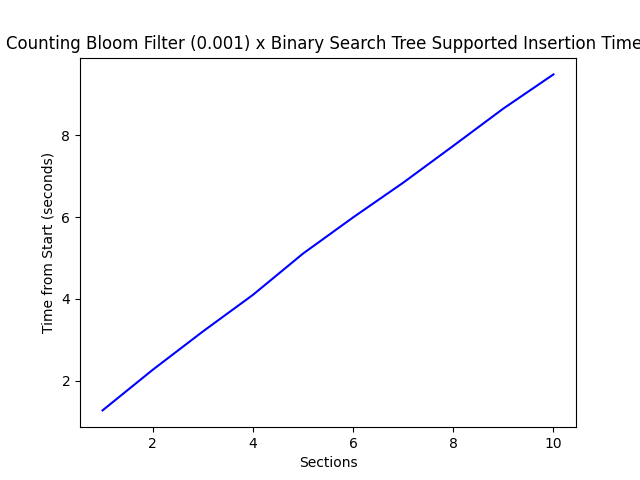 Counting Bloom Filter (0.001) x Binary Search Tree Supported Insertion Time
8
6
4
2
Time from Start (seconds)
2 4 6 8 10
Sections